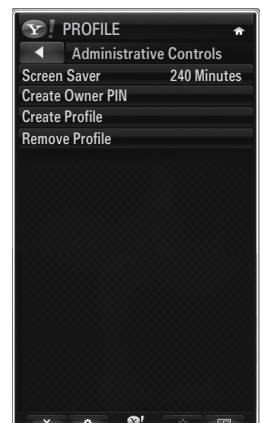 Y! PROFILE
Administrative Controls
Screen Saver 240 Minutes
Create Owner PIN
Create Profile
Remove Profile
Y!